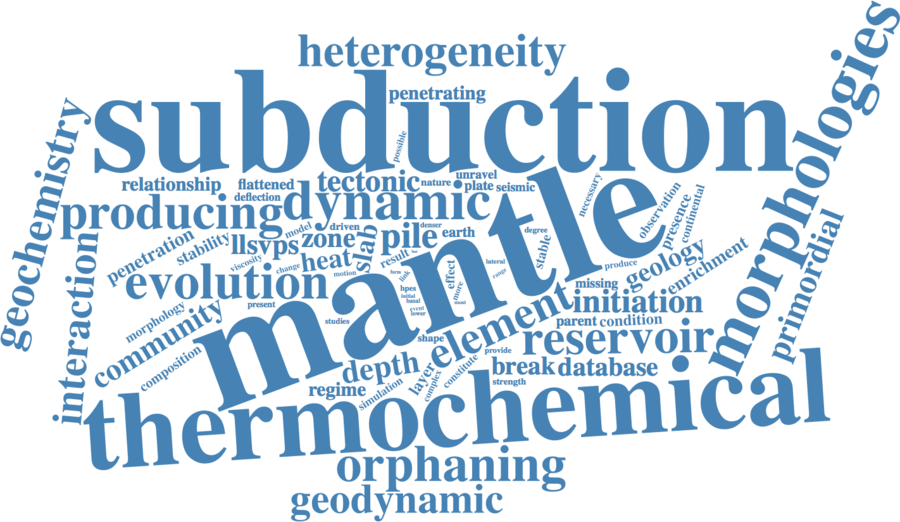 heterogeneity
subduction
penetrating
possible
morphologies
geochemistry
relationship
flattened
deflection
tectonic
nature
unravel
plate
seismic
necessary
observation
presence
continental
producing
dynamic
mantle
primordial
interaction
penetration
stability
llsvps
model
driven
zone
slab
pile
denser
earth
degree
stable
viscosity
change
heat
motion
result
form
link
effect
lateral
range
produce
geology
enrichment
evolution
present
hpes
initial
basal
more
most
event
lower
missing
initiation
morphology
community
studies
element
parent
condition
composition
shape
reservoir
depth
layer
provide
break
database
regime
simulation
complex
constitute
strength
thermochemical
orphaning
geodynamic